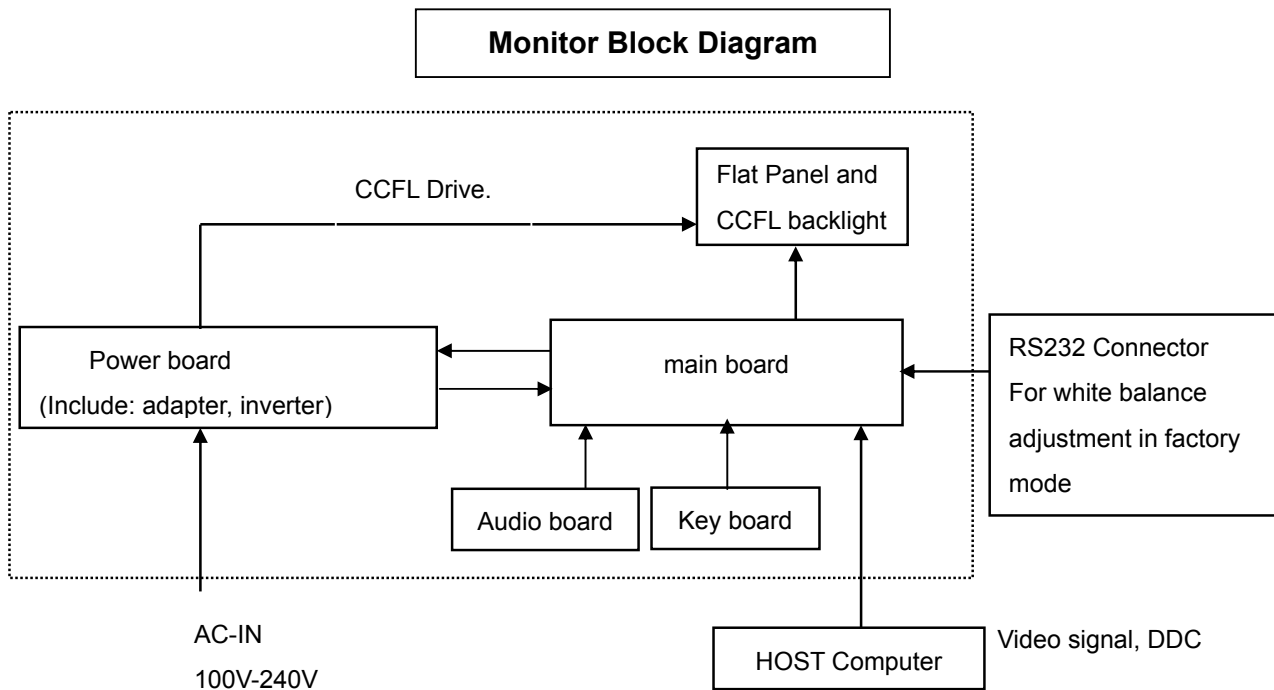 Monitor Block Diagram
CCFL Drive.
Flat Panel and
CCFL backlight
Power board
(Include: adapter, inverter)
main board
RS232 Connector
For white balance
adjustment in factory
mode
Audio board
Key board
AC-IN
100V-240V
HOST Computer
Video signal, DDC